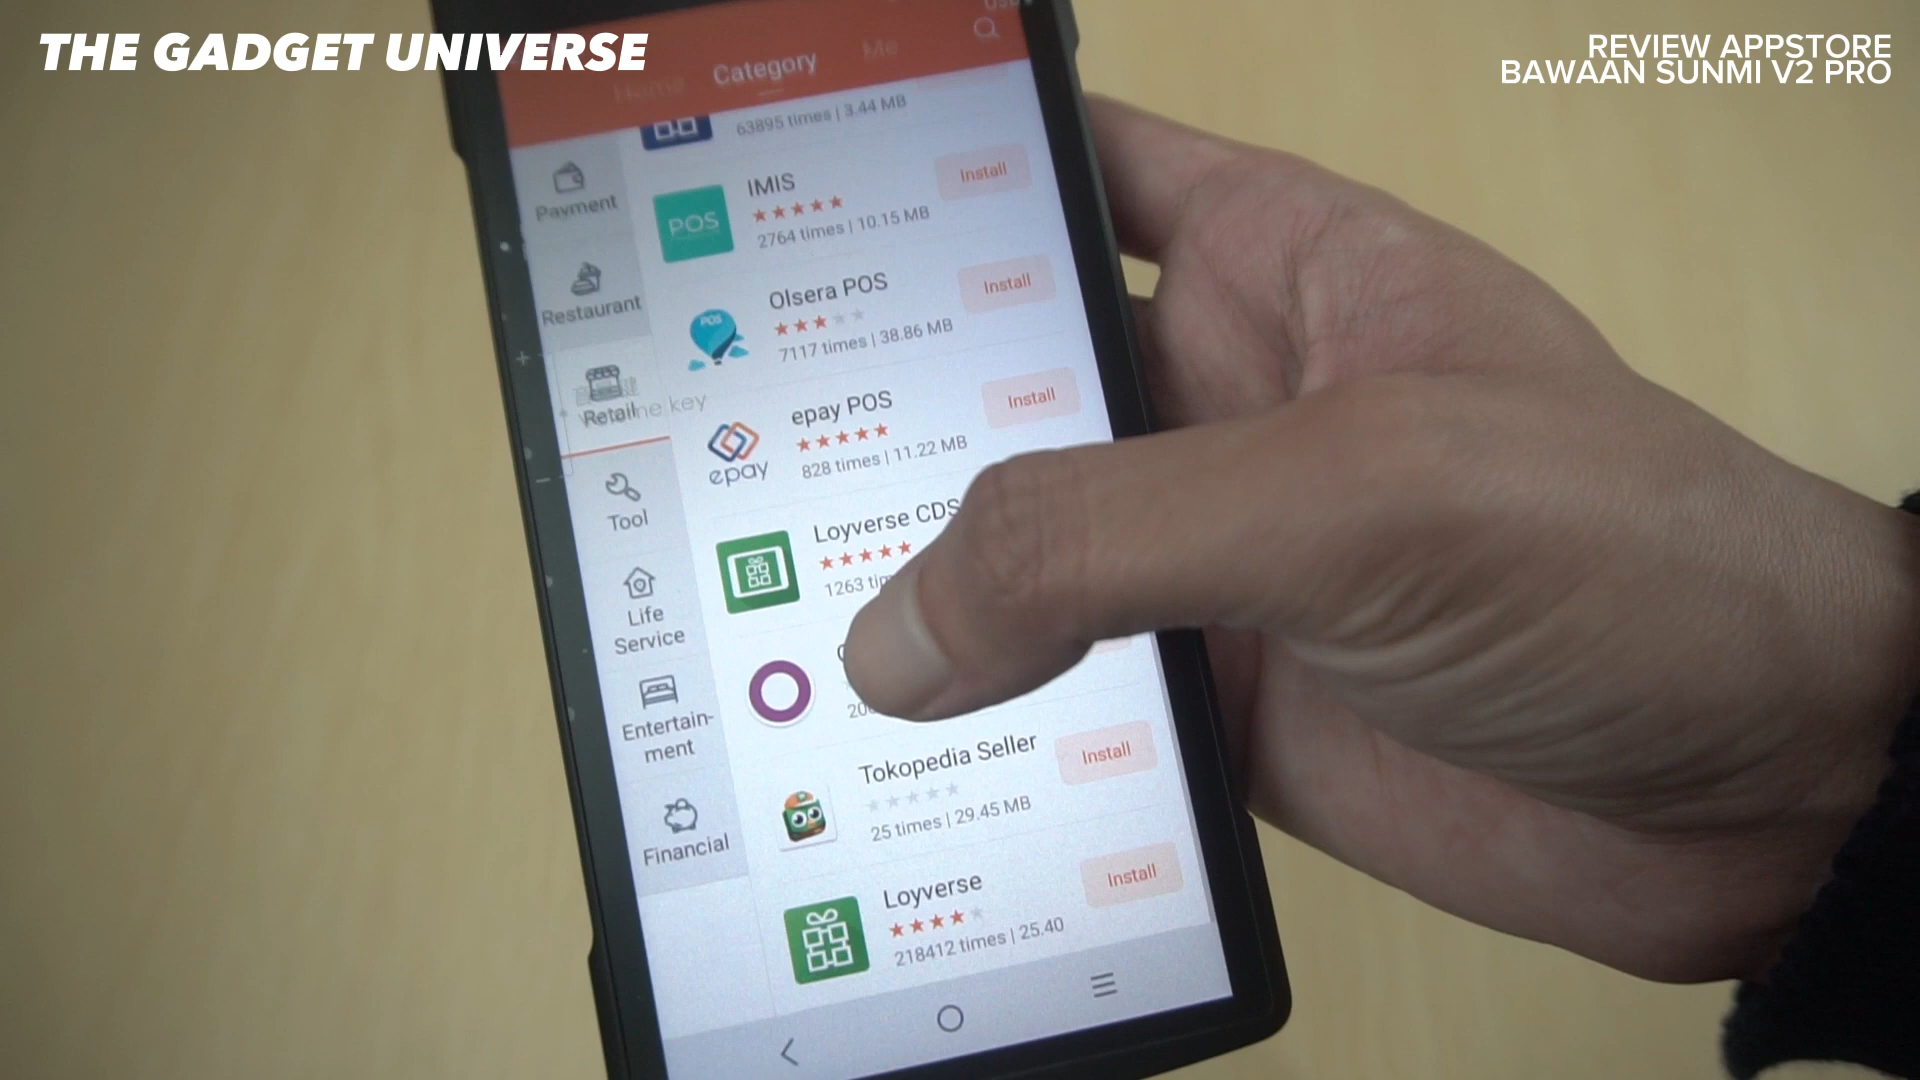 THE GADGET UNIVERSE
REVIEW APPSTORE
BAWAAN SUNMI V2 PRO
Home
Category
Me
63895 times | 3.44 MB
Payment
Restaurant
Retail
Tool
Life
Service
Entertain-
ment
Financial
POS
IMIS
2764 times | 10.15 MB
Install
POS
Olsera POS
7117 times | 38.86 MB
Install
epay
epay POS
828 times | 11.22 MB
Install
Loyverse CDS
1263
Tokopedia Seller
25 times | 29.45 MB
Install
Loyverse
218412 times | 25.40
Install